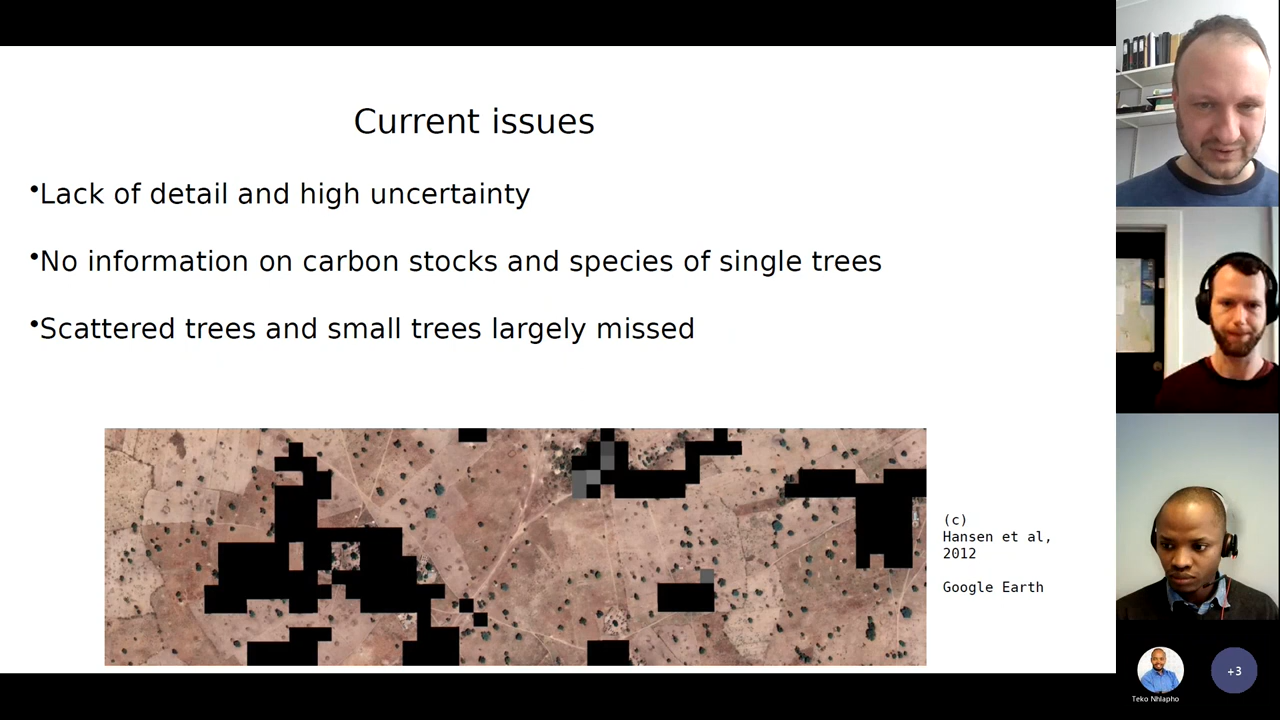 Current issues
•Lack of detail and high uncertainty
•No information on carbon stocks and species of single trees
•Scattered trees and small trees largely missed
(c)
Hansen et al,
2012
Google Earth
Teko Nhlapho
+3